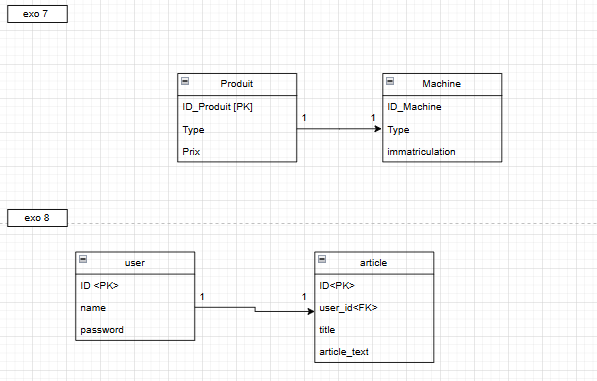 exo 7
Produit
ID_Produit [PK]
Type
Prix
1
1
Machine
ID_Machine
Type
immatriculation
exo 8
user
ID <PK>
name
password
1
1
article
ID<PK>
user_id<FK>
title
article_text